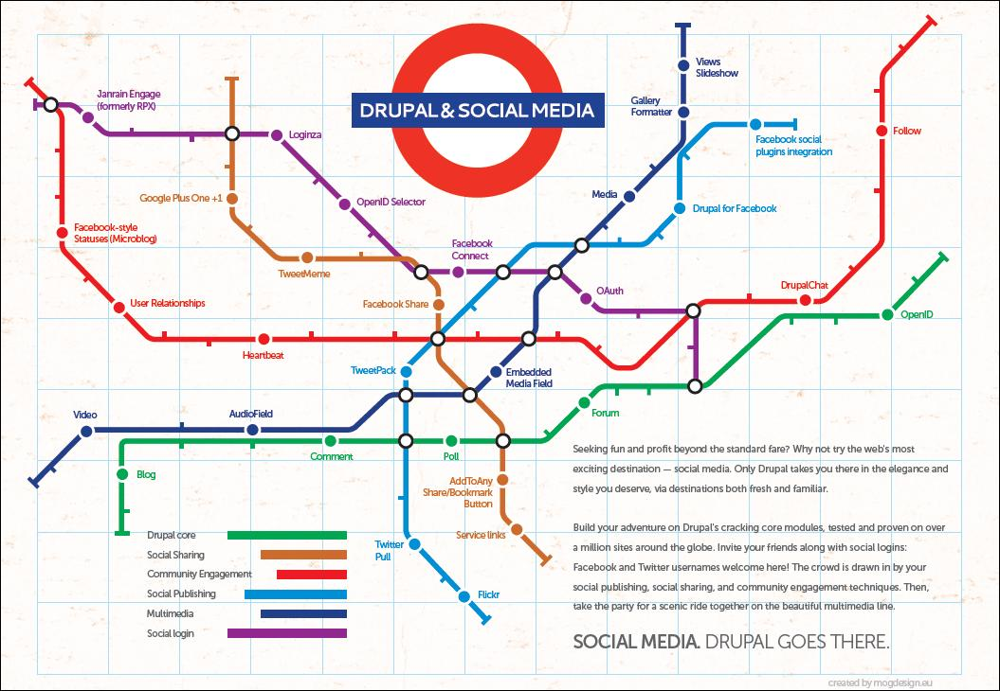 DRUPAL & SOCIAL MEDIA
Views
Slideshow
Gallery
Formatter
Facebook social
plugins integration
Follow
Janrain Engage
(formerly RPX)
Loginza
Media
Drupal for Facebook
Google Plus One +1
OpenID Selector
Facebook-style
Statuses (Microblog)
Facebook
Connect
TweetMeme
OAuth
DrupalChat
User Relationships
Facebook Share
OpenID
Heartbeat
TweetPack
Embedded
Media Field
Video
AudioField
Forum
Comment
Poll
Blog
AddToAny
Share/Bookmark
Button
Service links
Twitter
Pull
Flickr
Drupal core
Social Sharing
Community Engagement
Social Publishing
Multimedia
Social login
Seeking fun and profit beyond the standard fare? Why not try the web's most
exciting destination — social media. Only Drupal takes you there in the elegance and
style you deserve, via destinations both fresh and familiar.
Build your adventure on Drupal's cracking core modules, tested and proven on over
a million sites around the globe. Invite your friends along with social logins:
Facebook and Twitter usernames welcome here! The crowd is drawn in by your
social publishing, social sharing, and community engagement techniques. Then,
take the party for a scenic ride together on the beautiful multimedia line.
SOCIAL MEDIA. DRUPAL GOES THERE.
created by mogdesign.eu